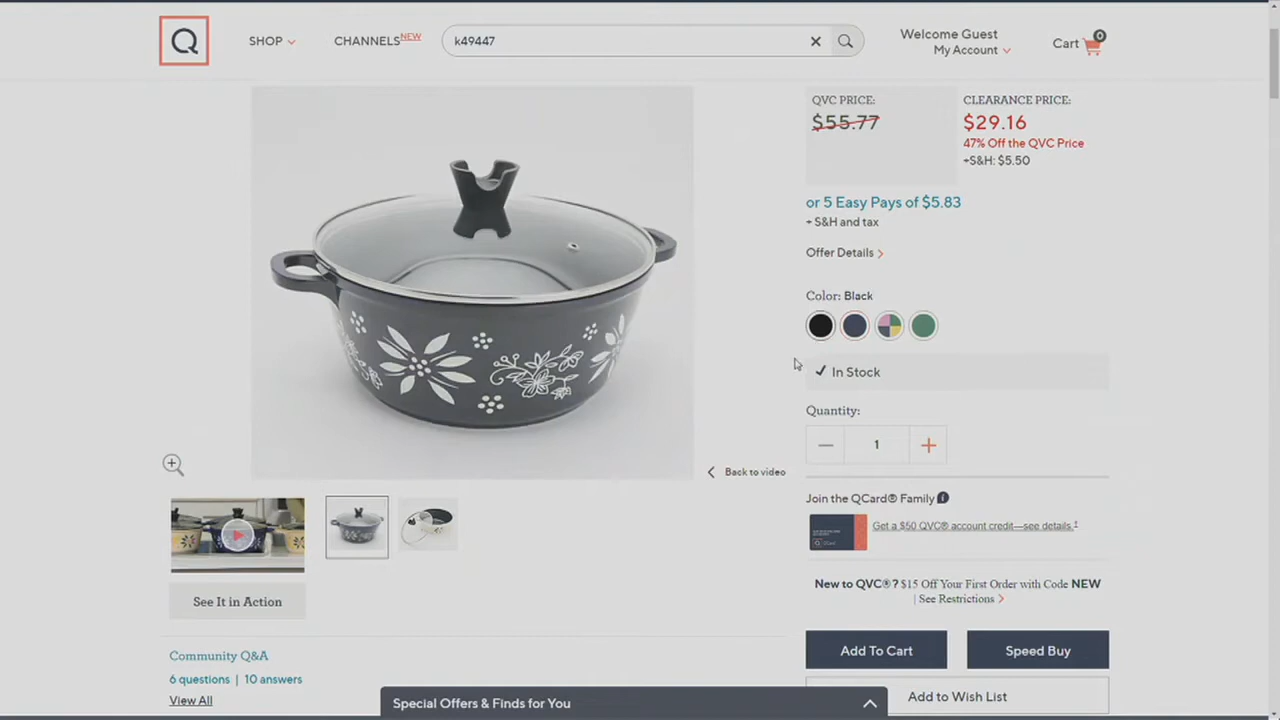 Q
SHOP
CHANNELS NEW
k49447
Welcome Guest
My Account
Cart
0
QVC PRICE:
$55.77
CLEARANCE PRICE:
$29.16
47% Off the QVC Price
+S&H: $5.50
or 5 Easy Pays of $5.83
+ S&H and tax
Offer Details
Color: Black
In Stock
Quantity:
1
Back to video
Join the QCard® Family
Get a $50 QVC® account credit—see details.1
New to QVC®? $15 Off Your First Order with Code NEW
| See Restrictions
See It in Action
Add To Cart
Speed Buy
Community Q&A
6 questions | 10 answers
View All
Special Offers & Finds for You
Add to Wish List